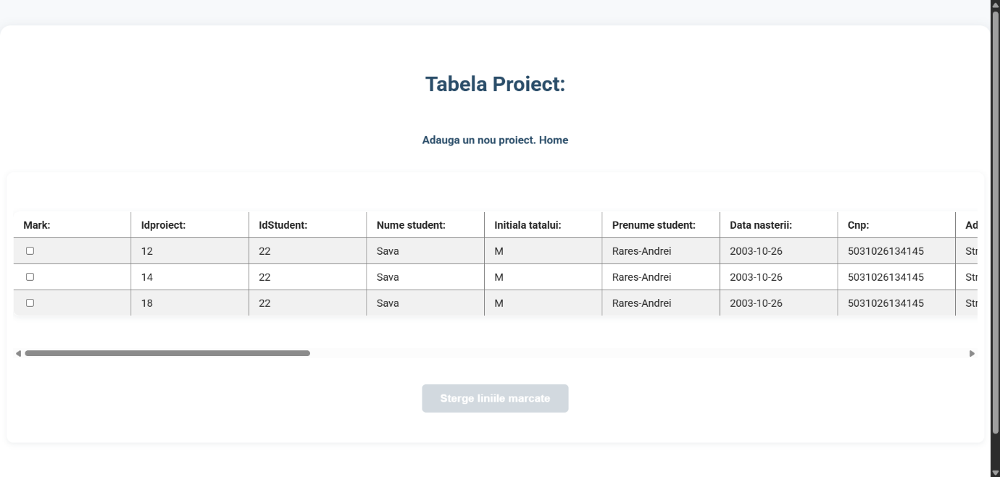 Tabela Proiect:
Adauga un nou proiect. Home
Mark: Idproiect: IdStudent: Nume student: Initiala tatalui: Prenume student: Data nasterii: Cnp: Ad
12 22 Sava M Rares-Andrei 2003-10-26 5031026134145 Str
14 22 Sava M Rares-Andrei 2003-10-26 5031026134145 Str
18 22 Sava M Rares-Andrei 2003-10-26 5031026134145 Str
Sterge liniile marcate